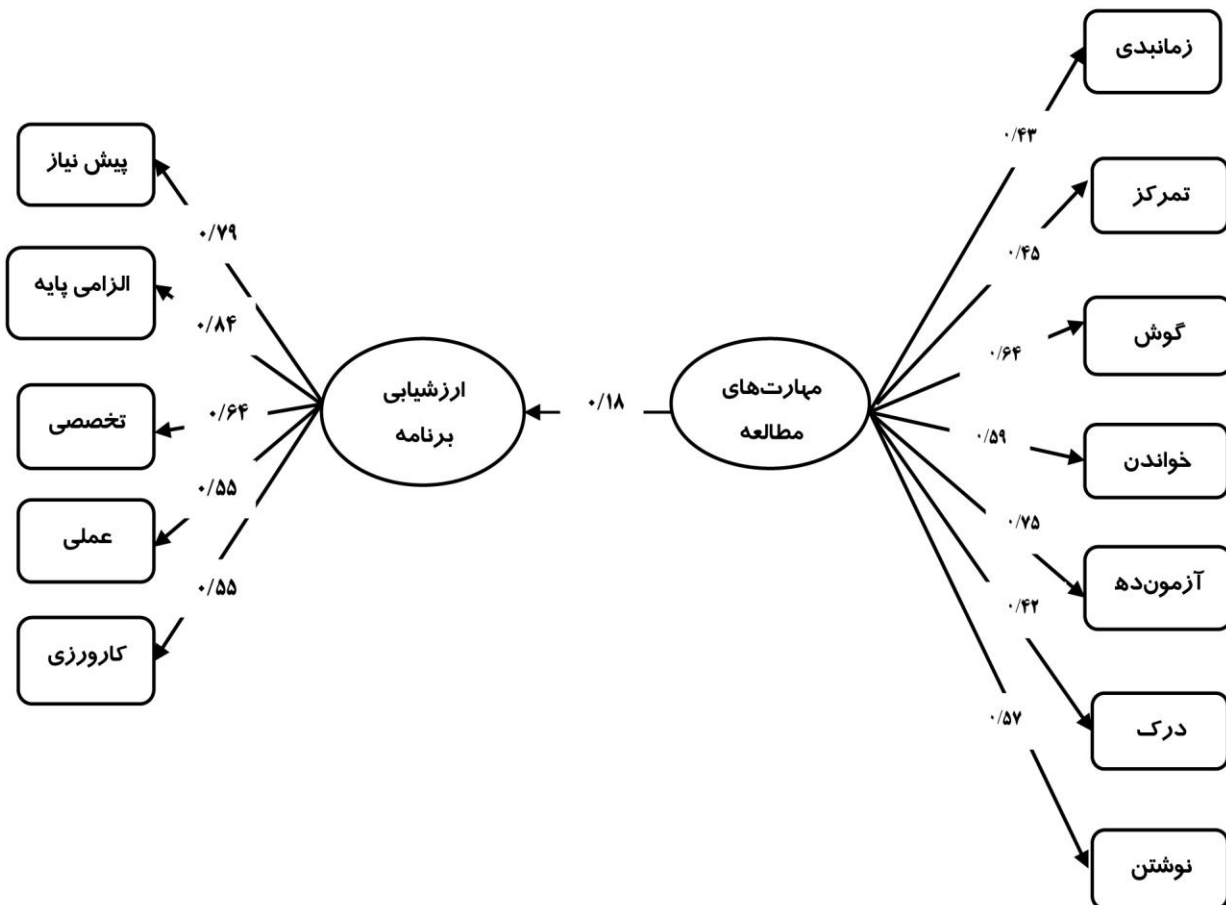 زمانبدی
۰/۴۳
تمرکز
۰/۴۵
گوش
۰/۶۴
خواندن
۰/۵۹
آزمون‌ده
۰/۷۵
درک
۰/۴۲
نوشتن
۰/۵۷
مهارت‌های
مطالعه
۰/۱۸
ارزشیابی
برنامه
پیش نیاز
۰/۷۹
الزامی پایه
۰/۸۴
تخصصی
۰/۶۴
عملی
۰/۵۵
کارورزی
۰/۵۵